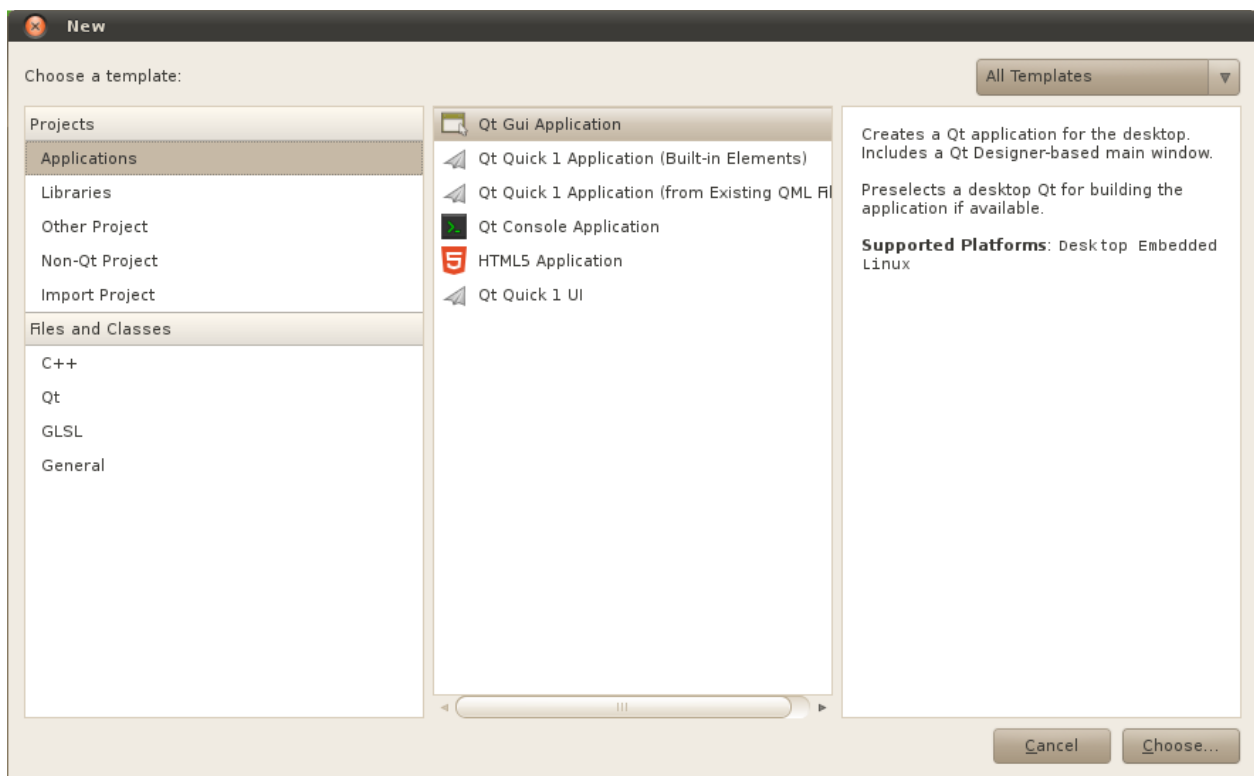 New
Choose a template:
All Templates
Projects
Applications
Libraries
Other Project
Non-Qt Project
Import Project
Files and Classes
C++
Qt
GLSL
General
Qt Gui Application
Qt Quick 1 Application (Built-in Elements)
Qt Quick 1 Application (from Existing QML Fil
Qt Console Application
HTML5 Application
Qt Quick 1 UI
Creates a Qt application for the desktop.
Includes a Qt Designer-based main window.
Preselects a desktop Qt for building the
application if available.
Supported Platforms: Desktop Embedded
Linux
Cancel
Choose...